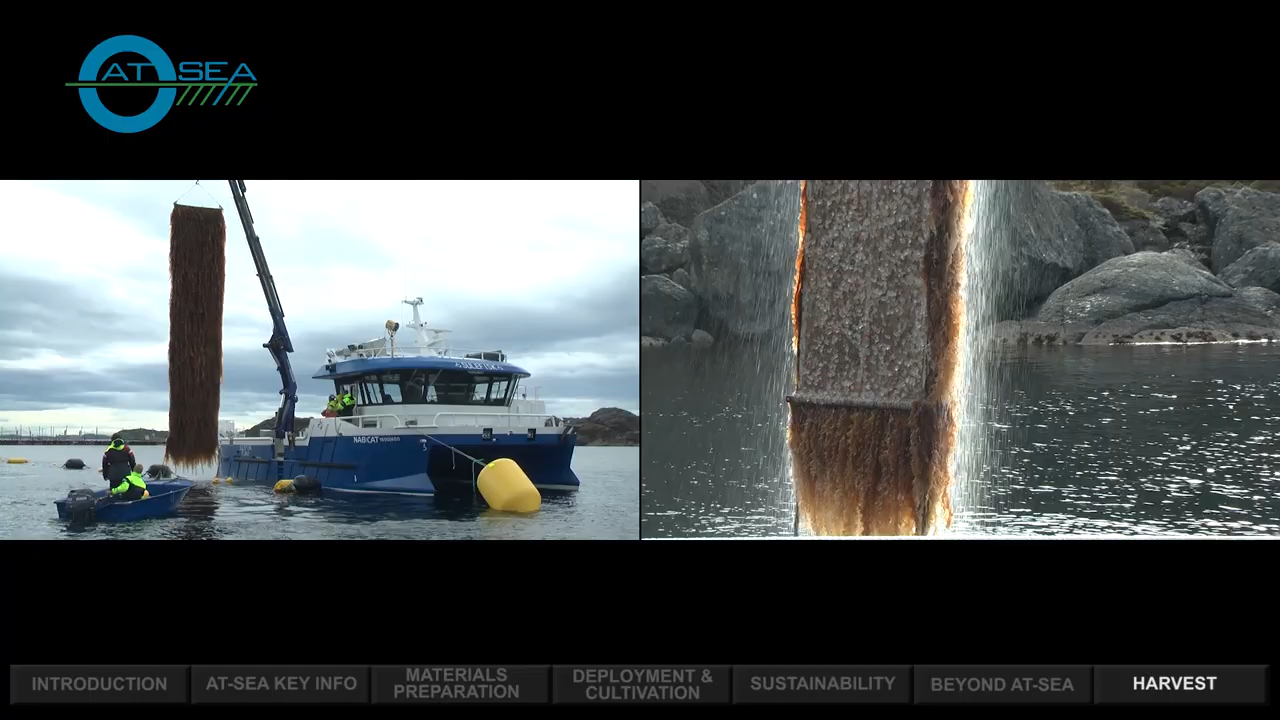 AT-SEA
NABCAT
INTRODUCTION
AT-SEA KEY INFO
MATERIALS
PREPARATION
DEPLOYMENT &
CULTIVATION
SUSTAINABILITY
BEYOND AT-SEA
HARVEST